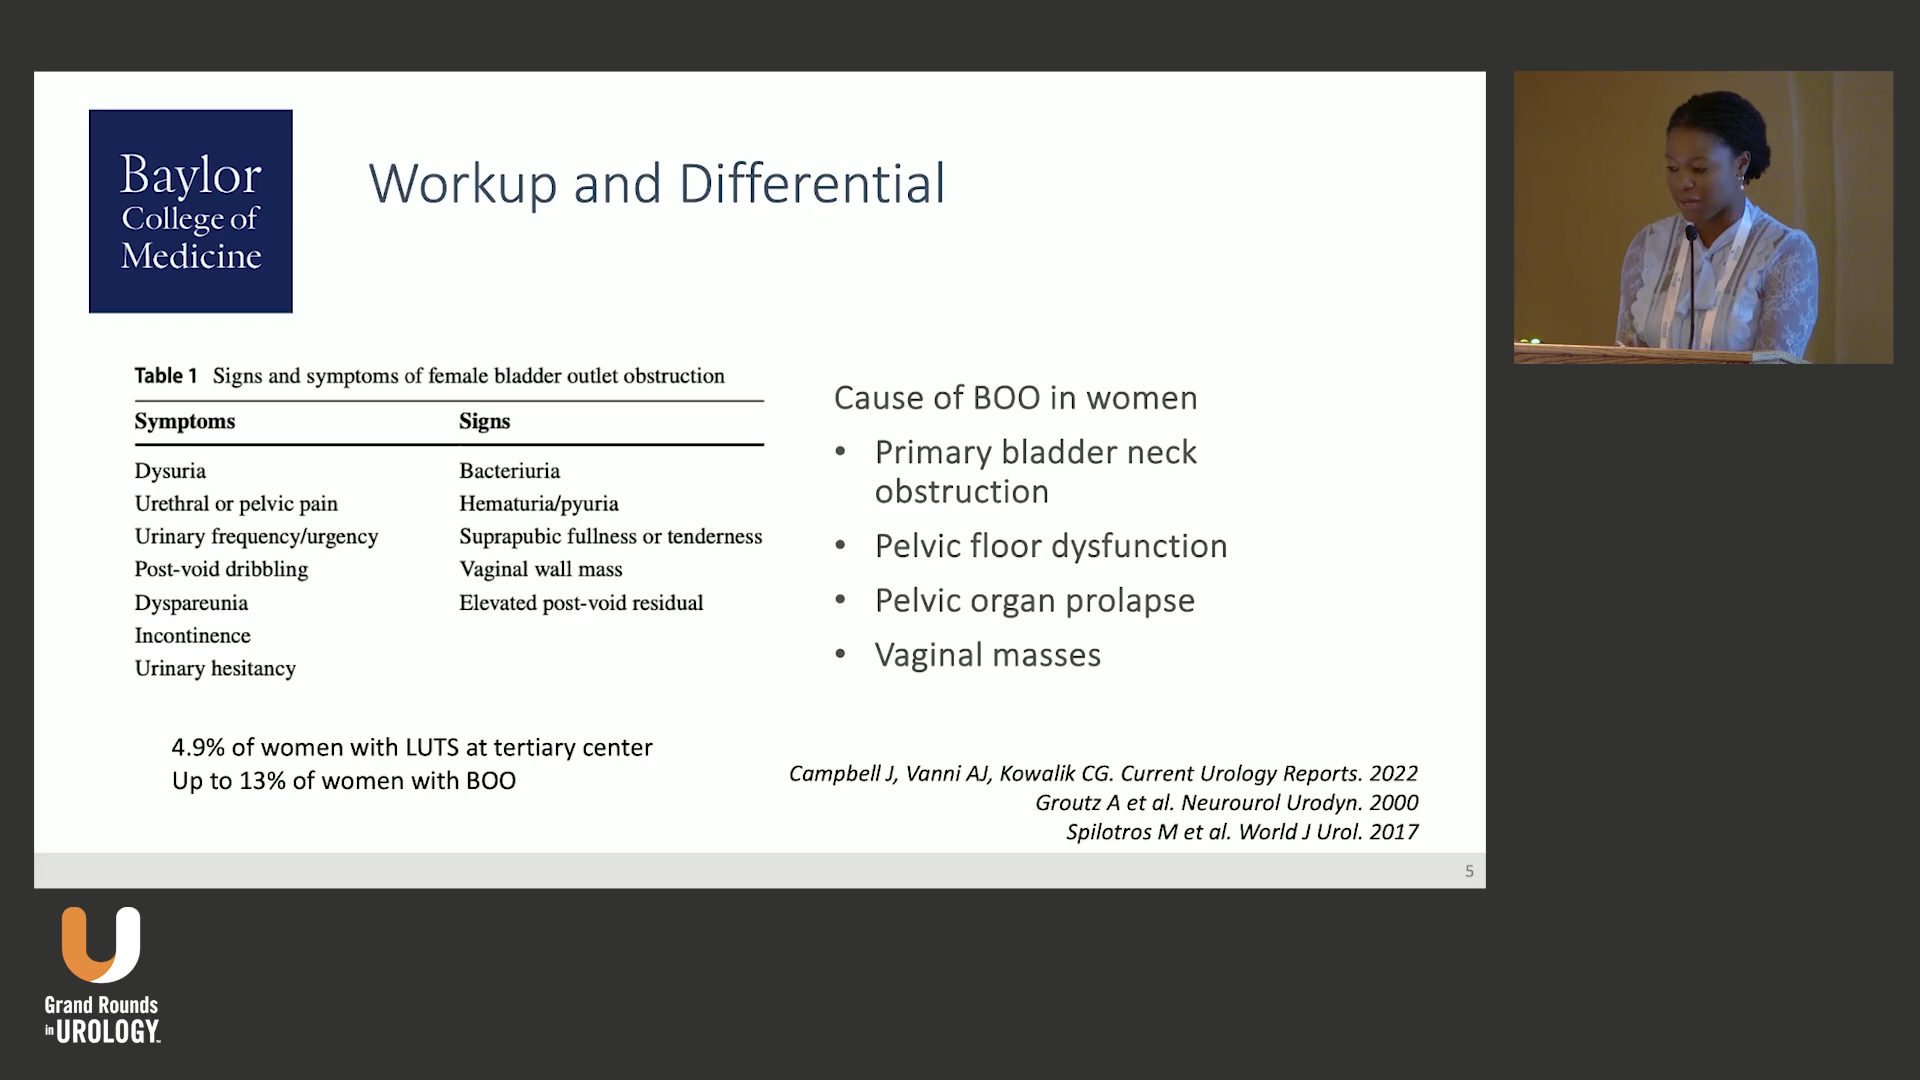 Baylor
College of
Medicine
Workup and Differential
Table 1 Signs and symptoms of female bladder outlet obstruction
Symptoms Signs
Dysuria Bacteriuria
Urethral or pelvic pain Hematuria/pyuria
Urinary frequency/urgency Suprapubic fullness or tenderness
Post-void dribbling Vaginal wall mass
Dyspareunia Elevated post-void residual
Incontinence
Urinary hesitancy
4.9% of women with LUTS at tertiary center
Up to 13% of women with BOO
Cause of BOO in women
• Primary bladder neck
obstruction
• Pelvic floor dysfunction
• Pelvic organ prolapse
• Vaginal masses
Campbell J, Vanni AJ, Kowalik CG. Current Urology Reports. 2022
Groutz A et al. Neurourol Urodyn. 2000
Spilotros M et al. World J Urol. 2017
5
Grand Rounds
in UROLOGY™